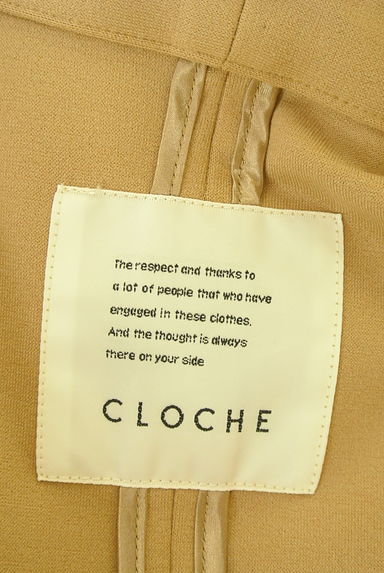 The respect and thanks to
a lot of people that who have
engaged in these clothes.
And the thought is always
there on your side
CLOCHE